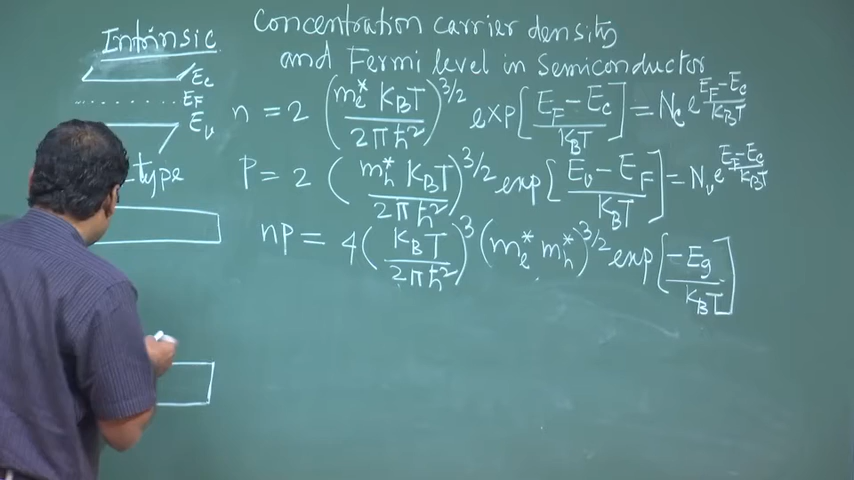 Concentration carrier density
and Fermi level in Semiconductor
Intrinsic
Ec
EF
Ev
-type
n = 2 (me* KBT / 2πħ²)^3/2 exp[EF – Ec / KBT] = Nc e^(EF–Ec / KBT)
P = 2 (mh* KBT / 2πħ²)^3/2 exp[Ev – EF / KBT] = Nv e^(EF–Ec / KBT)
np = 4 (KBT / 2πħ²)^3 (me* mh*)^3/2 exp[–Eg / KBT]